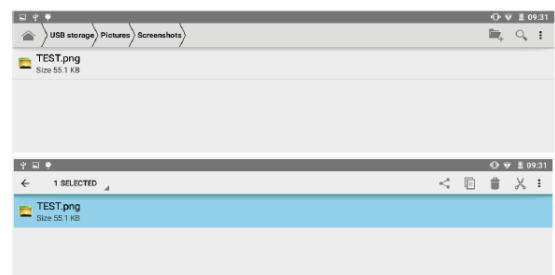 09:31
USB storage Pictures Screenshots
TEST.png
Size 55.1 KB
09:31
1 SELECTED
TEST.png
Size 55.1 KB